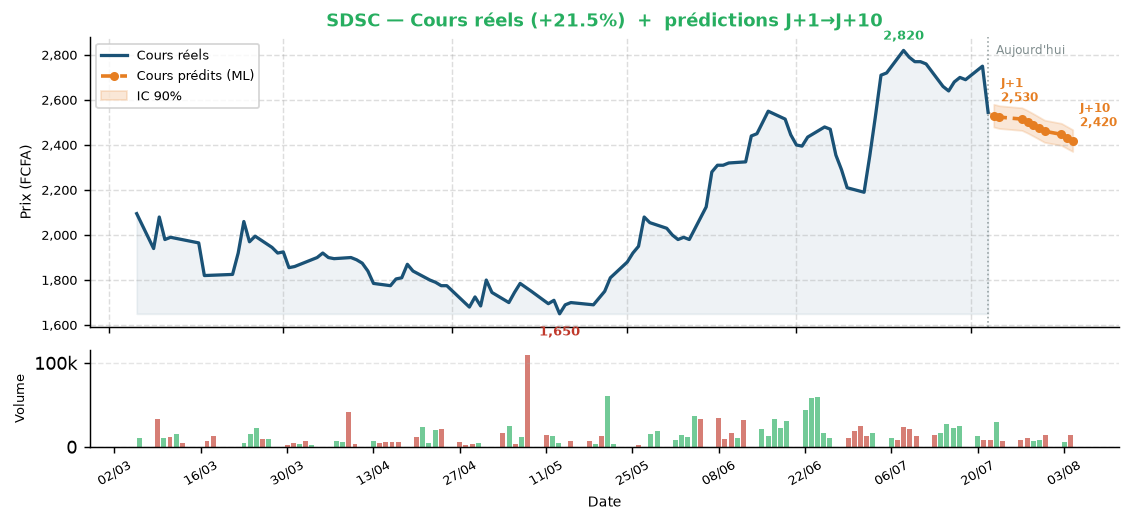 SDSC — Cours réels (+21.5%)  +  prédictions J+1→J+10
2,820
Aujourd'hui
Cours réels
Cours prédits (ML)
IC 90%
J+1
2,530
J+10
2,420
Prix (FCFA)
2,800
2,600
2,400
2,200
2,000
1,800
1,600
1,650
Volume
100k
0
02/03
16/03
30/03
13/04
27/04
11/05
25/05
08/06
22/06
06/07
20/07
03/08
Date